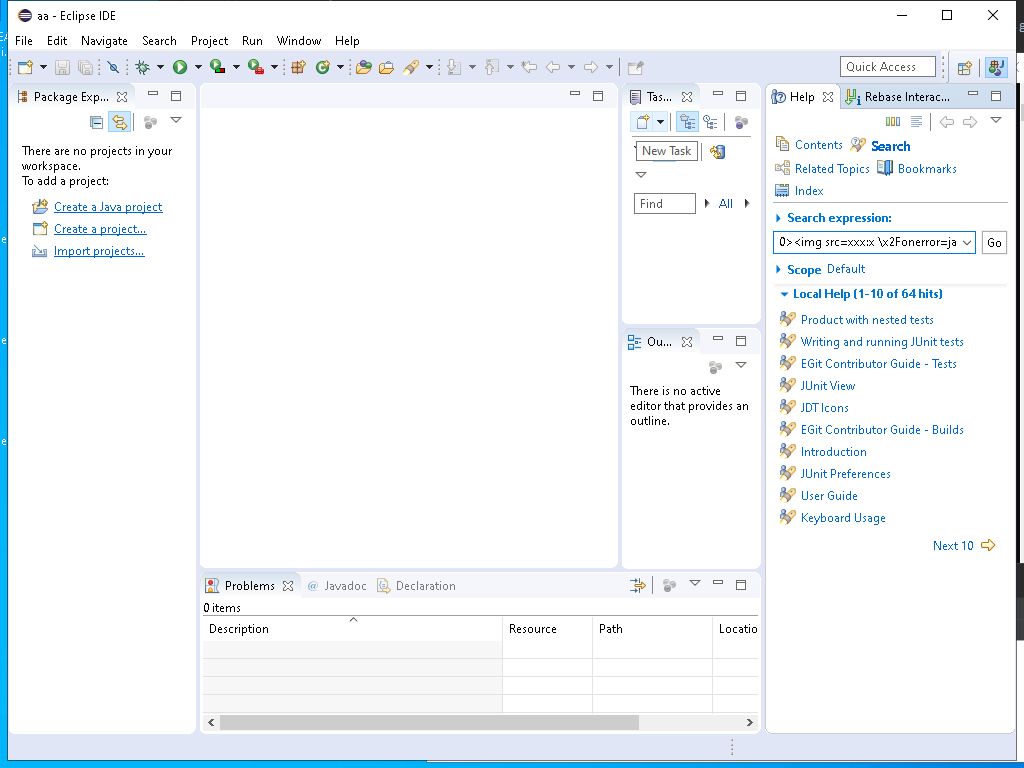 aa - Eclipse IDE
File Edit Navigate Search Project Run Window Help
Quick Access
Package Exp...
There are no projects in your
workspace.
To add a project:
Create a Java project
Create a project...
Import projects...
Tas...
New Task
Find
All
Ou...
There is no active
editor that provides an
outline.
Problems @ Javadoc Declaration
0 items
Description Resource Path Locatio
Help Rebase Interac...
Contents Search
Related Topics Bookmarks
Index
Search expression:
0><img src=xxx:x \x2Fonerror=ja Go
Scope Default
Local Help (1-10 of 64 hits)
Product with nested tests
Writing and running JUnit tests
EGit Contributor Guide - Tests
JUnit View
JDT Icons
EGit Contributor Guide - Builds
Introduction
JUnit Preferences
User Guide
Keyboard Usage
Next 10